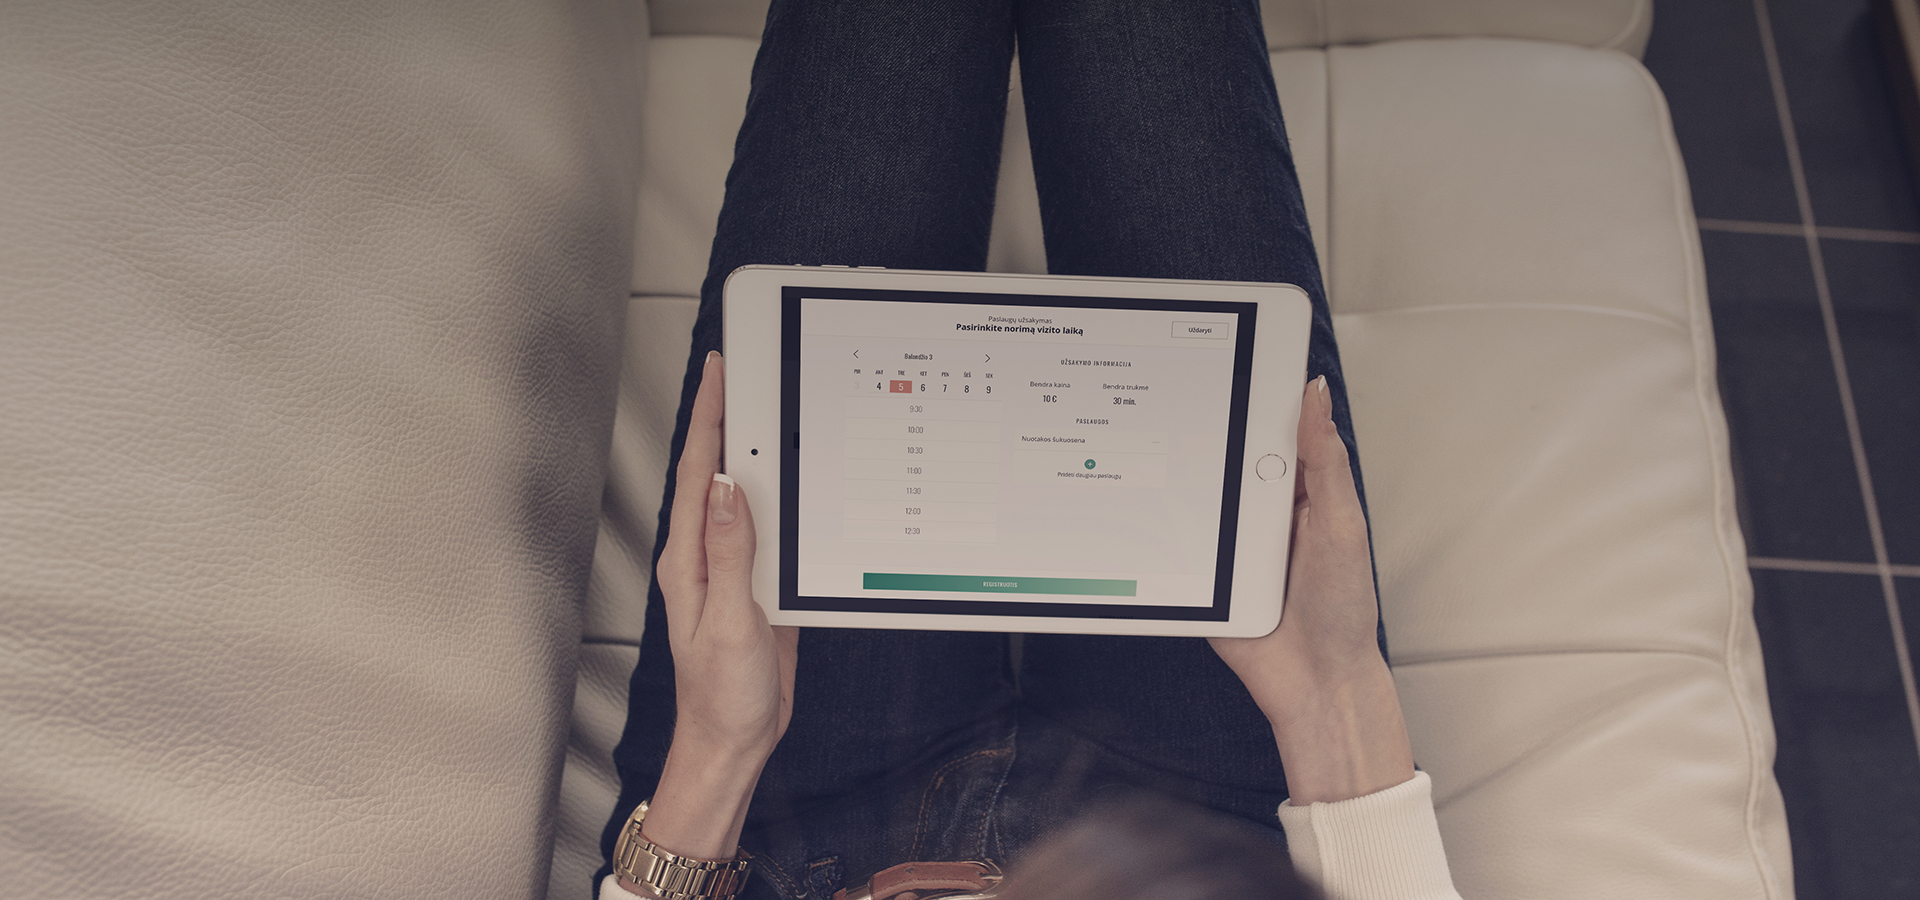 Paslaugų užsakymas
Pasirinkite norimą vizito laiką
Uždaryti
Balandžio 3
PIR ANT TRE KET PEN ŠEŠ SEK
3 4 5 6 7 8 9
9:30
10:00
10:30
11:00
11:30
12:00
12:30
UŽSAKYMO INFORMACIJA
Bendra kaina
Bendra trukmė
10 €
30 min.
PASLAUGOS
Nuotakos šukuosena
Pridėti daugiau paslaugų
REGISTRUOTIS